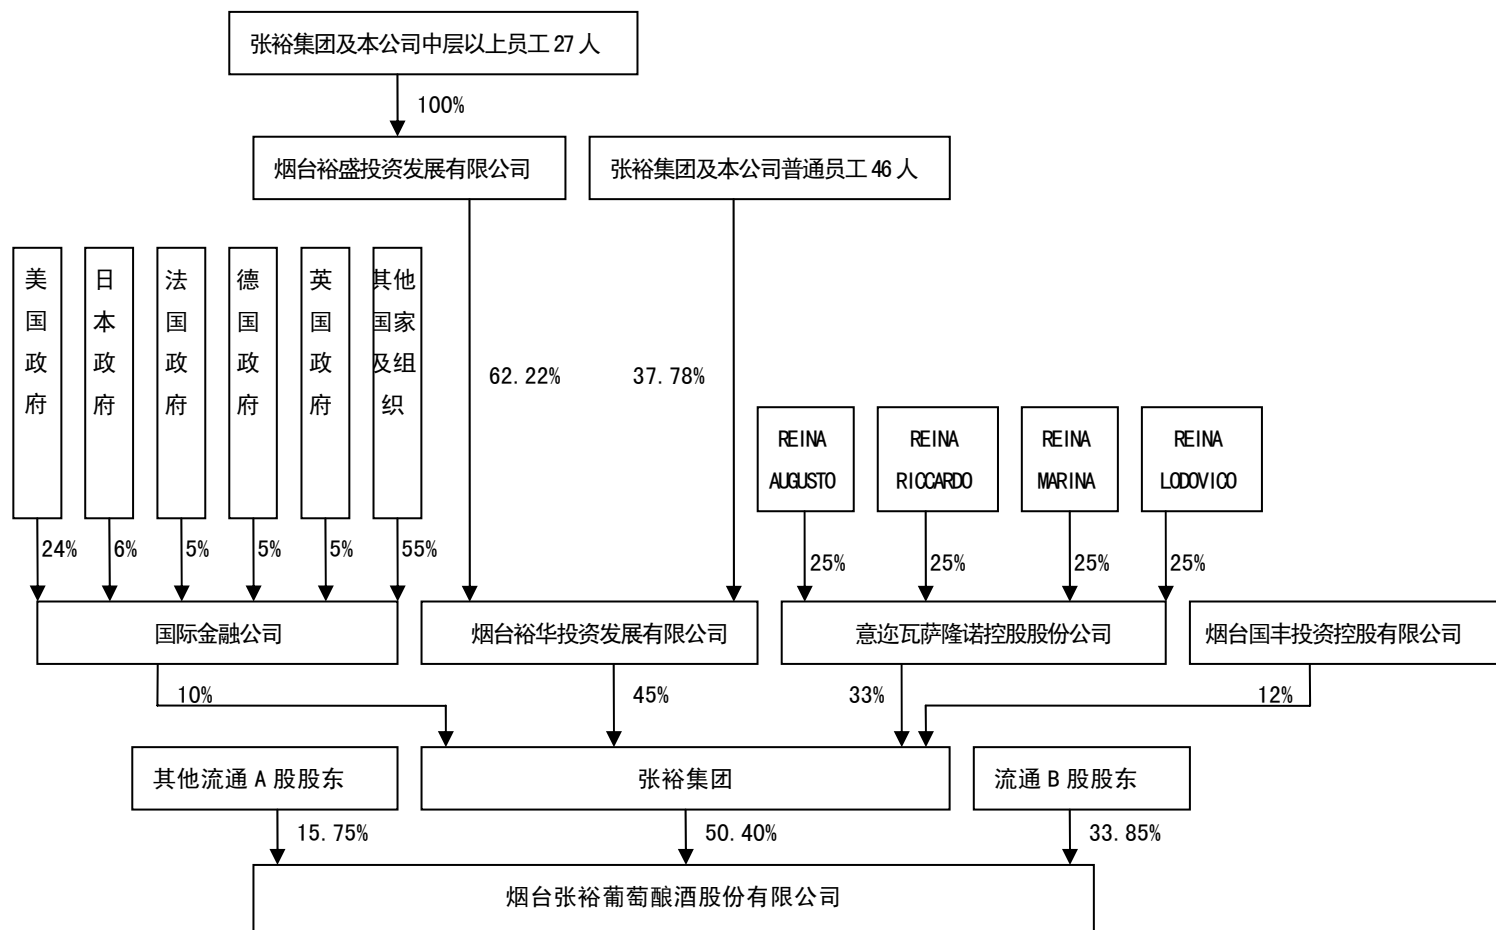 张裕集团及本公司中层以上员工 27 人
100%
烟台裕盛投资发展有限公司
张裕集团及本公司普通员工 46 人
美国政府
日本政府
法国政府
德国政府
英国政府
其他国家及组织
62.22%
37.78%
REINA
AUGUSTO
REINA
RICCARDO
REINA
MARINA
REINA
LODOVICO
24%
6%
5%
5%
5%
55%
25%
25%
25%
25%
国际金融公司
烟台裕华投资发展有限公司
意迩瓦萨隆诺控股股份公司
烟台国丰投资控股有限公司
10%
45%
33%
12%
其他流通 A 股股东
张裕集团
流通 B 股股东
15.75%
50.40%
33.85%
烟台张裕葡萄酿酒股份有限公司